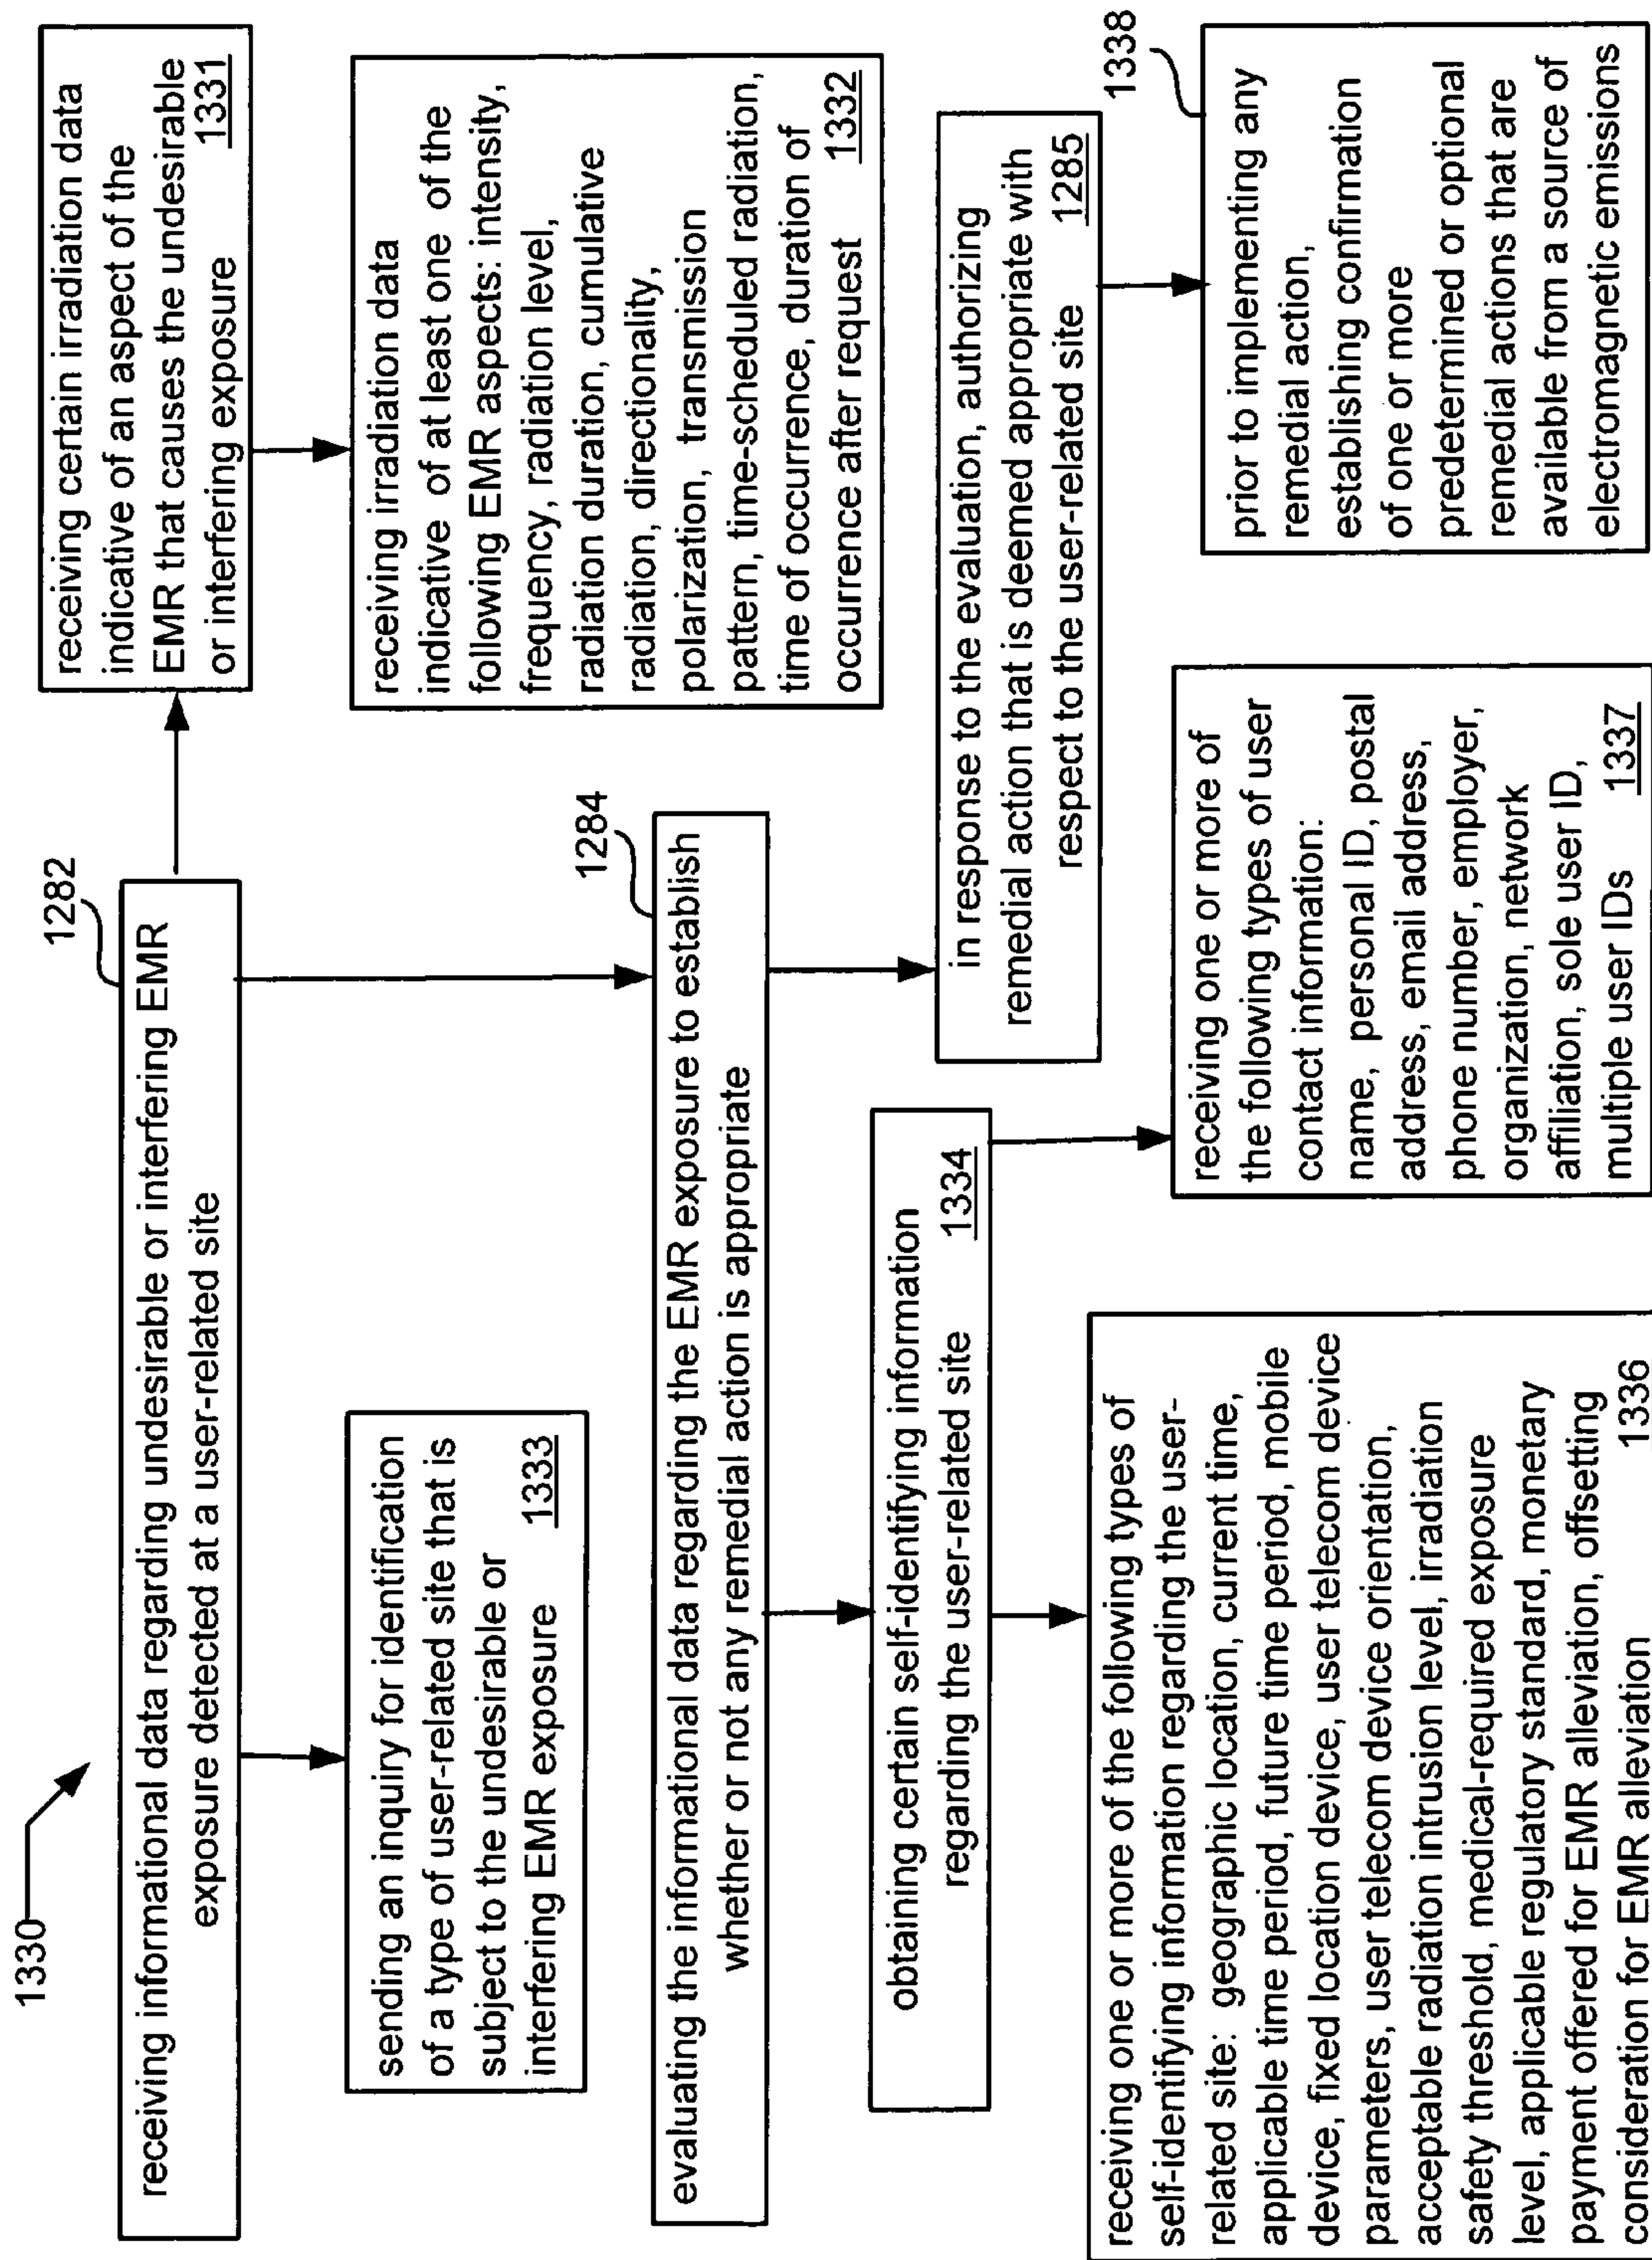 1330
1282
receiving informational data regarding undesirable or interfering EMR
exposure detected at a user-related site
receiving certain irradiation data
indicative of an aspect of the
EMR that causes the undesirable
or interfering exposure 1331
sending an inquiry for identification
of a type of user-related site that is
subject to the undesirable or
interfering EMR exposure 1333
receiving irradiation data
indicative of at least one of the
following EMR aspects: intensity,
frequency, radiation level,
radiation duration, cumulative
radiation, directionality,
polarization, transmission
pattern, time-scheduled radiation,
time of occurrence, duration of
occurrence after request 1332
1284
evaluating the informational data regarding the EMR exposure to establish
whether or not any remedial action is appropriate
obtaining certain self-identifying information
regarding the user-related site 1334
in response to the evaluation, authorizing
remedial action that is deemed appropriate with
respect to the user-related site 1285
receiving one or more of the following types of
self-identifying information regarding the user-
related site: geographic location, current time,
applicable time period, future time period, mobile
device, fixed location device, user telecom device
parameters, user telecom device orientation,
acceptable radiation intrusion level, irradiation
safety threshold, medical-required exposure
level, applicable regulatory standard, monetary
payment offered for EMR alleviation, offsetting
consideration for EMR alleviation 1336
receiving one or more of
the following types of user
contact information:
name, personal ID, postal
address, email address,
phone number, employer,
organization, network
affiliation, sole user ID,
multiple user IDs 1337
1338
prior to implementing any
remedial action,
establishing confirmation
of one or more
predetermined or optional
remedial actions that are
available from a source of
electromagnetic emissions